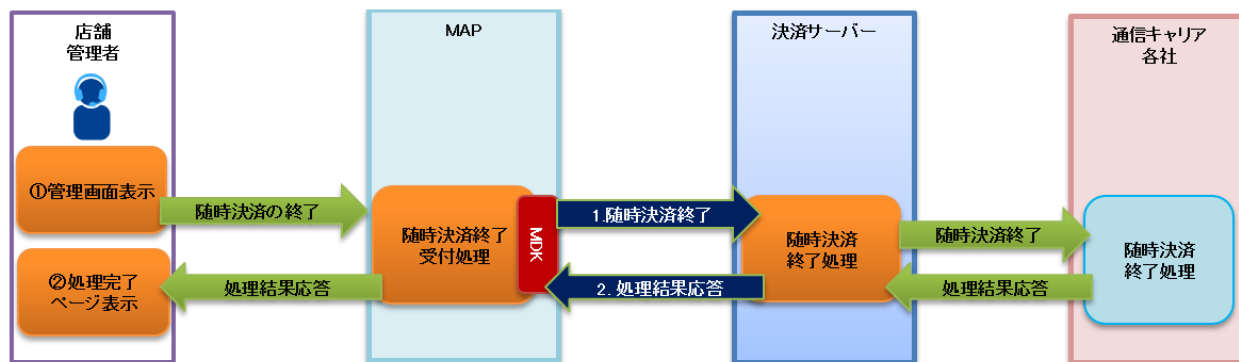 店舗
管理者
MAP
決済サーバー
通信キャリア
各社
①管理画面表示
随時決済の終了
随時決済終了
受付処理
MDK
1.随時決済終了
随時決済
終了処理
随時決済終了
随時決済
終了処理
②処理完了
ページ表示
処理結果応答
2. 処理結果応答
処理結果応答